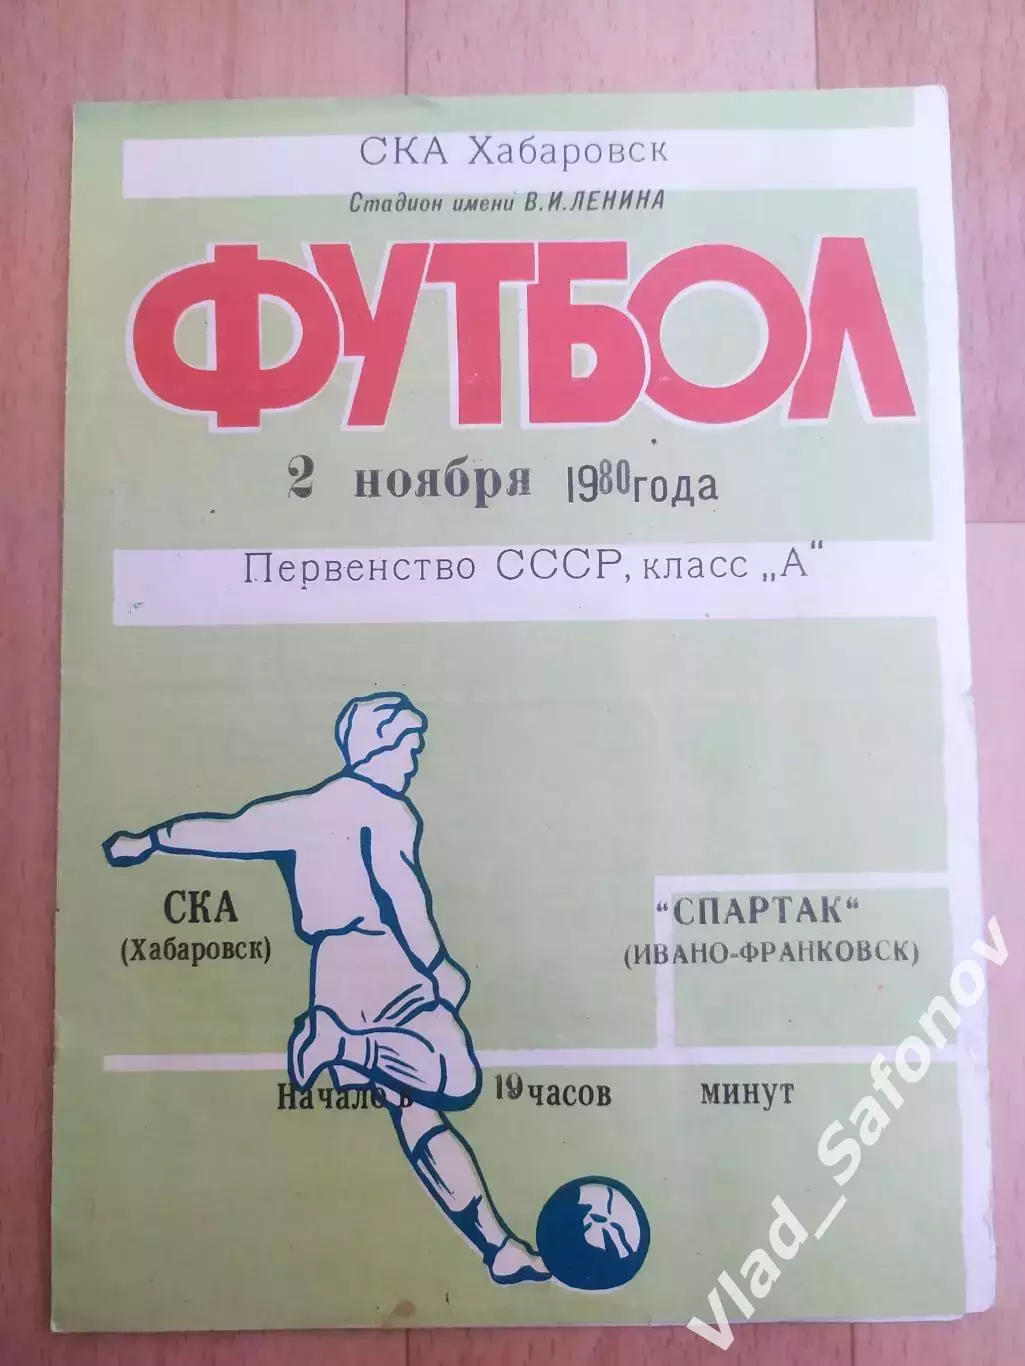 СКА Хабаровск
Стадион имени В.И.ЛЕНИНА
ФУТБОЛ
2 ноября 1980 года
Первенство СССР, класс „А“
СКА
(Хабаровск)
"СПАРТАК"
(ИВАНО-ФРАНКОВСК)
Начало в 19 часов минут
Vlad_Safonov